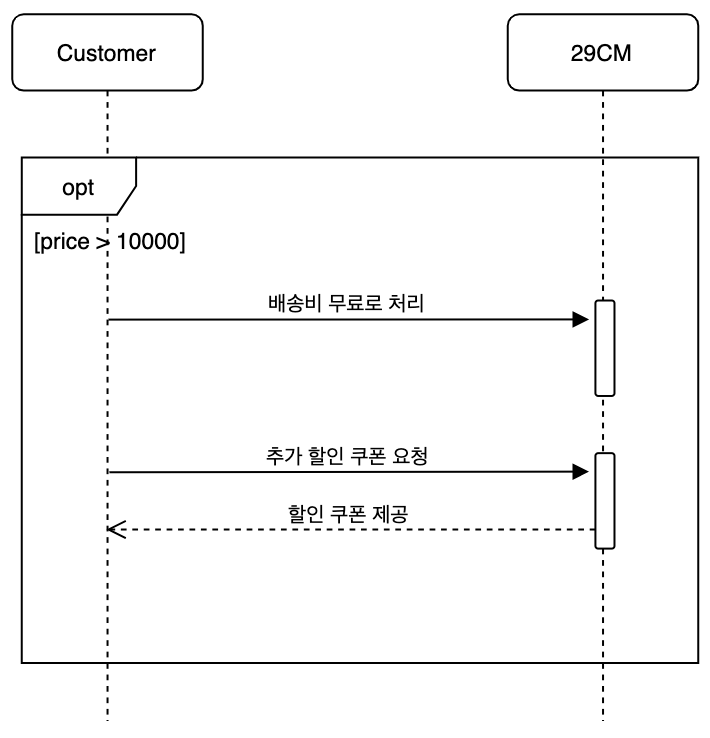 Customer
29CM
opt
[price > 10000]
배송비 무료로 처리
추가 할인 쿠폰 요청
할인 쿠폰 제공